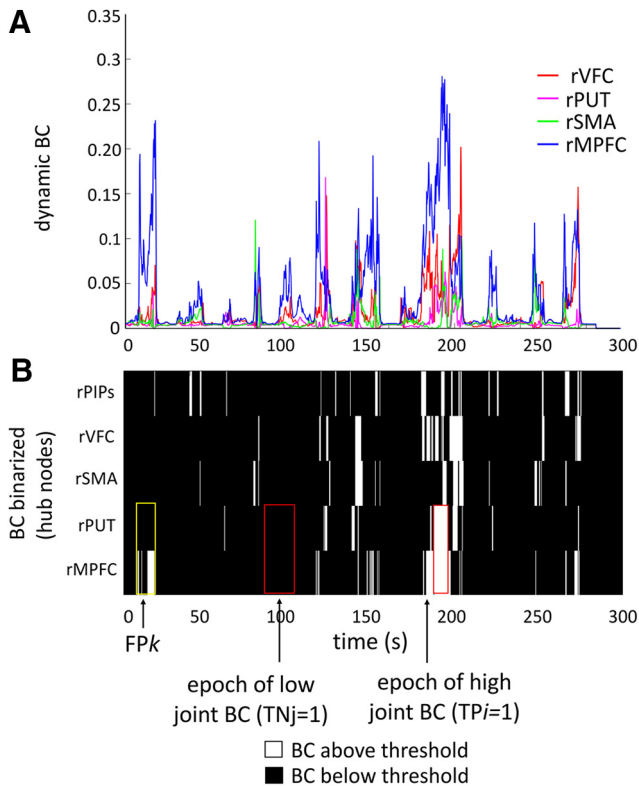 A
0.35
0.3
0.25
0.20
0.15
0.1
0.05
0
dynamic BC
rVFC
rPUT
rSMA
rMPFC
0 50 100 150 200 250 300
B
BC binarized
(hub nodes)
rPIPs
rVFC
rSMA
rPUT
rMPFC
0 50 100 150 200 250 300
time (s)
FPk
epoch of low
joint BC (TNj=1)
epoch of high
joint BC (TPi=1)
BC above threshold
BC below threshold